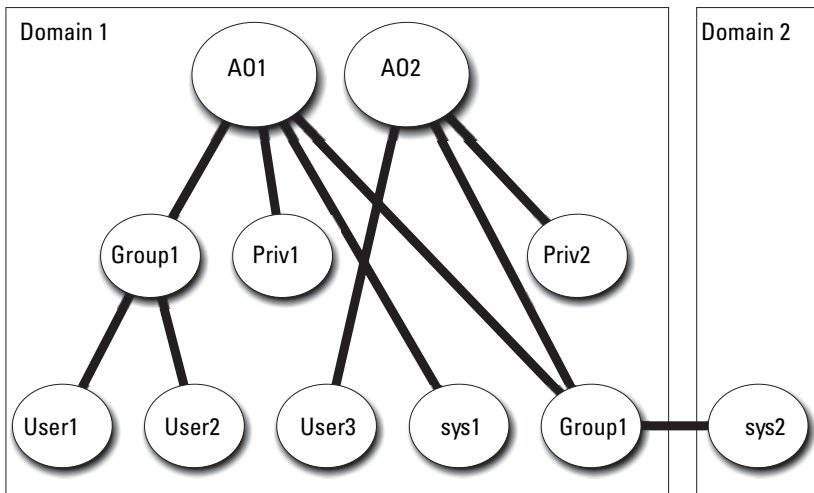 Domain 1
Domain 2
AO1
AO2
Group1
Priv1
Priv2
User1
User2
User3
sys1
Group1
sys2